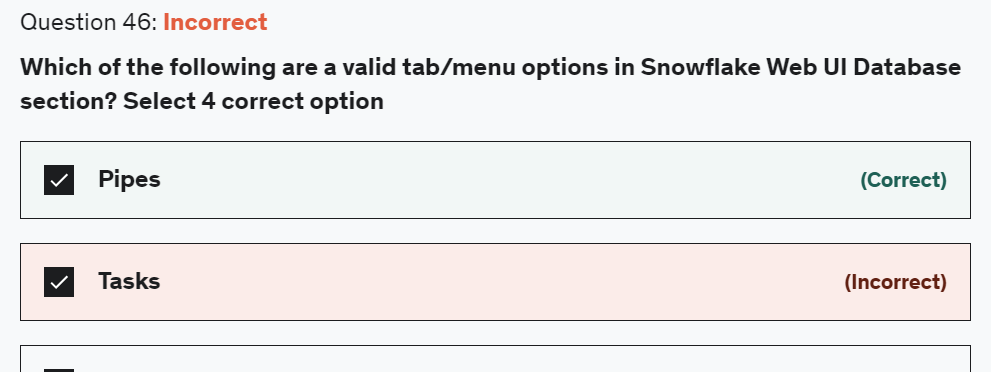 Question 46: Incorrect
Which of the following are a valid tab/menu options in Snowflake Web UI Database
section? Select 4 correct option
Pipes (Correct)
Tasks (Incorrect)